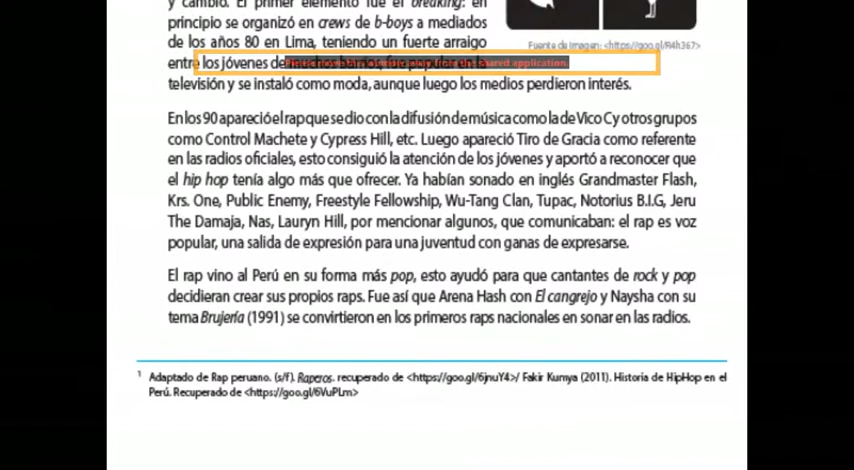 y cambio. El primer elemento fue el breaking: en
principio se organizó en crews de b-boys a mediados
de los años 80 en Lima, teniendo un fuerte arraigo
Fuente de Imagen: <https://goo.gl/R4h367>
entre los jóvenes de
shared application.
televisión y se instaló como moda, aunque luego los medios perdieron interés.
En los 90 apareció el rap que se dio con la difusión de música como la de Vico C y otros grupos
como Control Machete y Cypress Hill, etc. Luego apareció Tiro de Gracia como referente
en las radios oficiales, esto consiguió la atención de los jóvenes y aportó a reconocer que
el hip hop tenía algo más que ofrecer. Ya habían sonado en inglés Grandmaster Flash,
Krs. One, Public Enemy, Freestyle Fellowship, Wu-Tang Clan, Tupac, Notorius B.I.G, Jeru
The Damaja, Nas, Lauryn Hill, por mencionar algunos, que comunicaban: el rap es voz
popular, una salida de expresión para una juventud con ganas de expresarse.
El rap vino al Perú en su forma más pop, esto ayudó para que cantantes de rock y pop
decidieran crear sus propios raps. Fue así que Arena Hash con El cangrejo y Naysha con su
tema Brujería (1991) se convirtieron en los primeros raps nacionales en sonar en las radios.
1 Adaptado de Rap peruano. (s/f). Raperos. recuperado de <https://goo.gl/6jnuY4>/ Fakir Kumya (2011). Historia de HipHop en el
Perú. Recuperado de <https://goo.gl/6VuPLm>